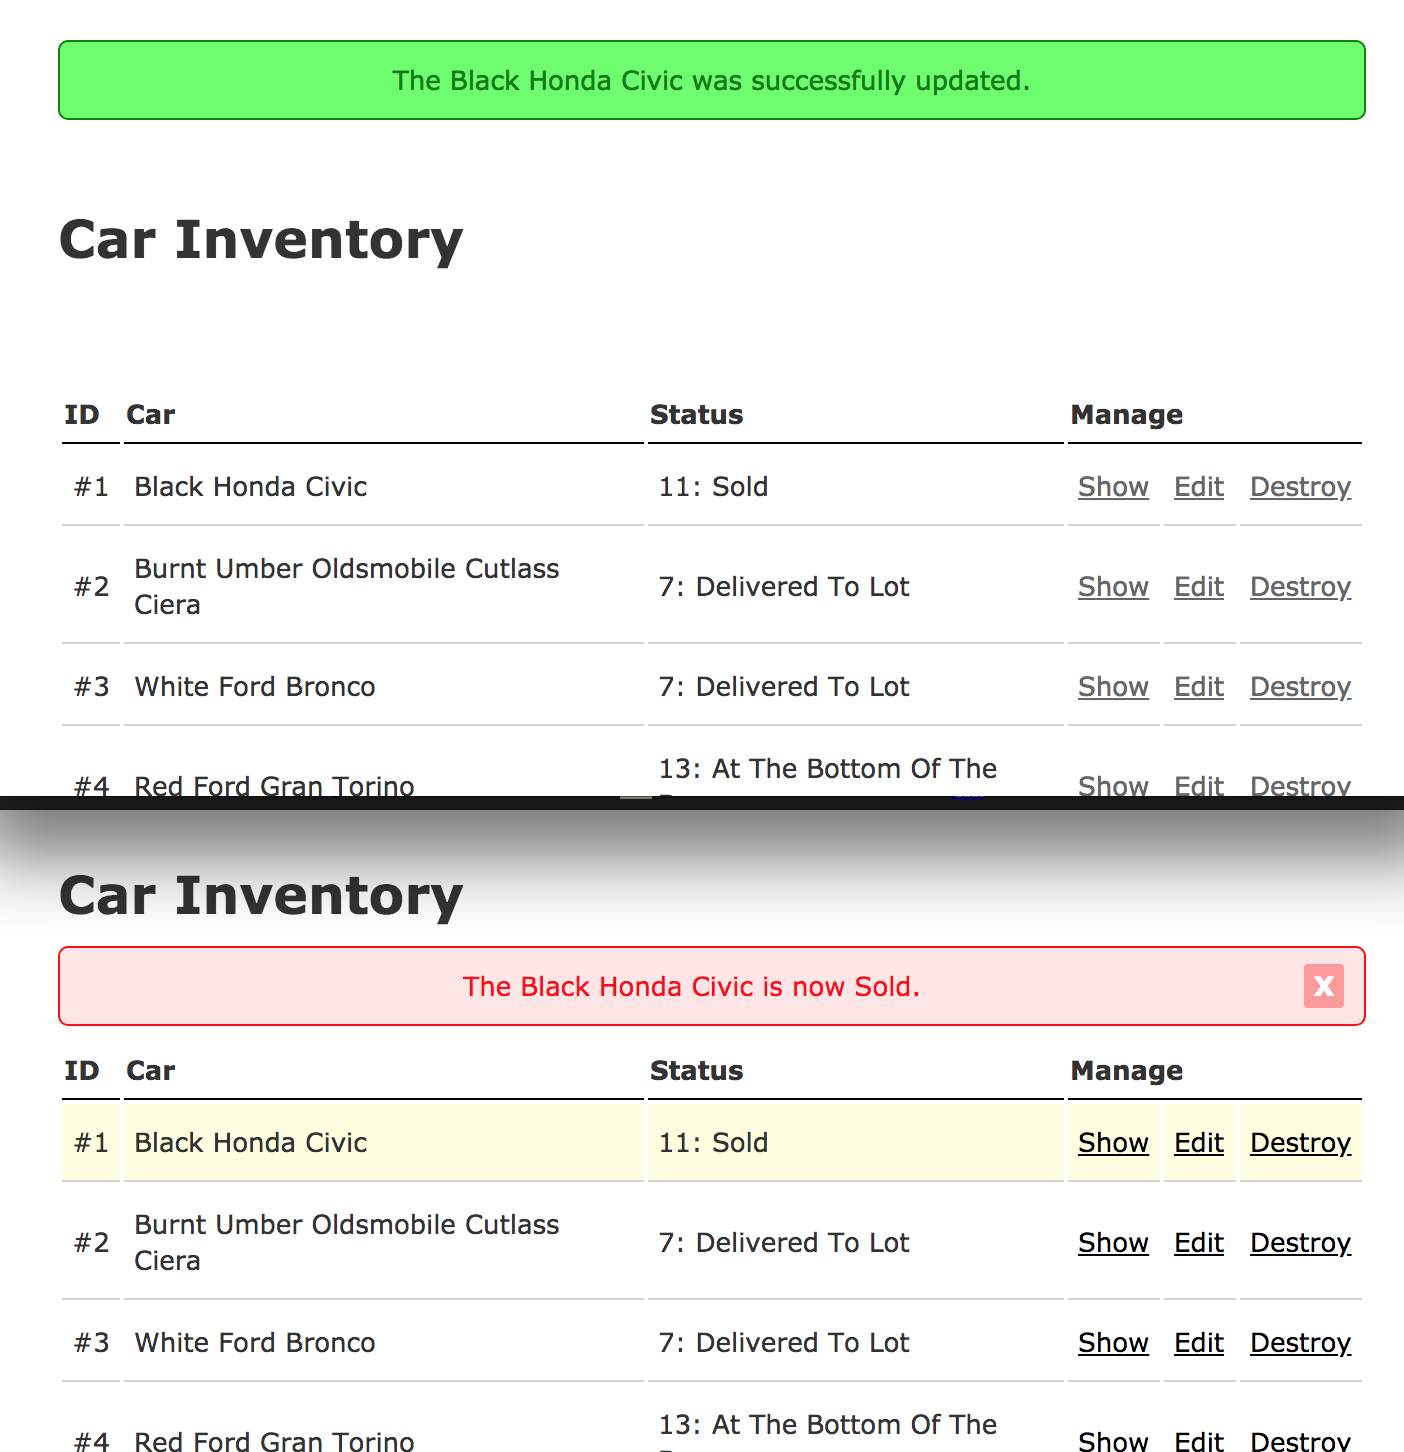 The Black Honda Civic was successfully updated.
Car Inventory
ID Car Status Manage
#1 Black Honda Civic 11: Sold Show Edit Destroy
Burnt Umber Oldsmobile Cutlass
#2 7: Delivered To Lot Show Edit Destroy
Ciera
#3 White Ford Bronco 7: Delivered To Lot Show Edit Destroy
13: At The Bottom Of The
#4 Red Ford Gran Torino Show Edit Destroy
Car Inventory
The Black Honda Civic is now Sold. X
ID Car Status Manage
#1 Black Honda Civic 11: Sold Show Edit Destroy
Burnt Umber Oldsmobile Cutlass
#2 7: Delivered To Lot Show Edit Destroy
Ciera
#3 White Ford Bronco 7: Delivered To Lot Show Edit Destroy
13: At The Bottom Of The
#4 Red Ford Gran Torino Show Edit Destroy